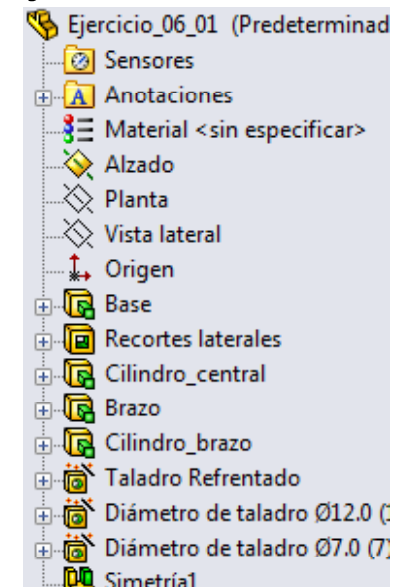 Ejercicio_06_01 (Predeterminad
Sensores
A Anotaciones
Material <sin especificar>
Alzado
Planta
Vista lateral
Origen
Base
Recortes laterales
Cilindro_central
Brazo
Cilindro_brazo
Taladro Refrentado
Diámetro de taladro Ø12.0 (
Diámetro de taladro Ø7.0 (7)
Simetría1